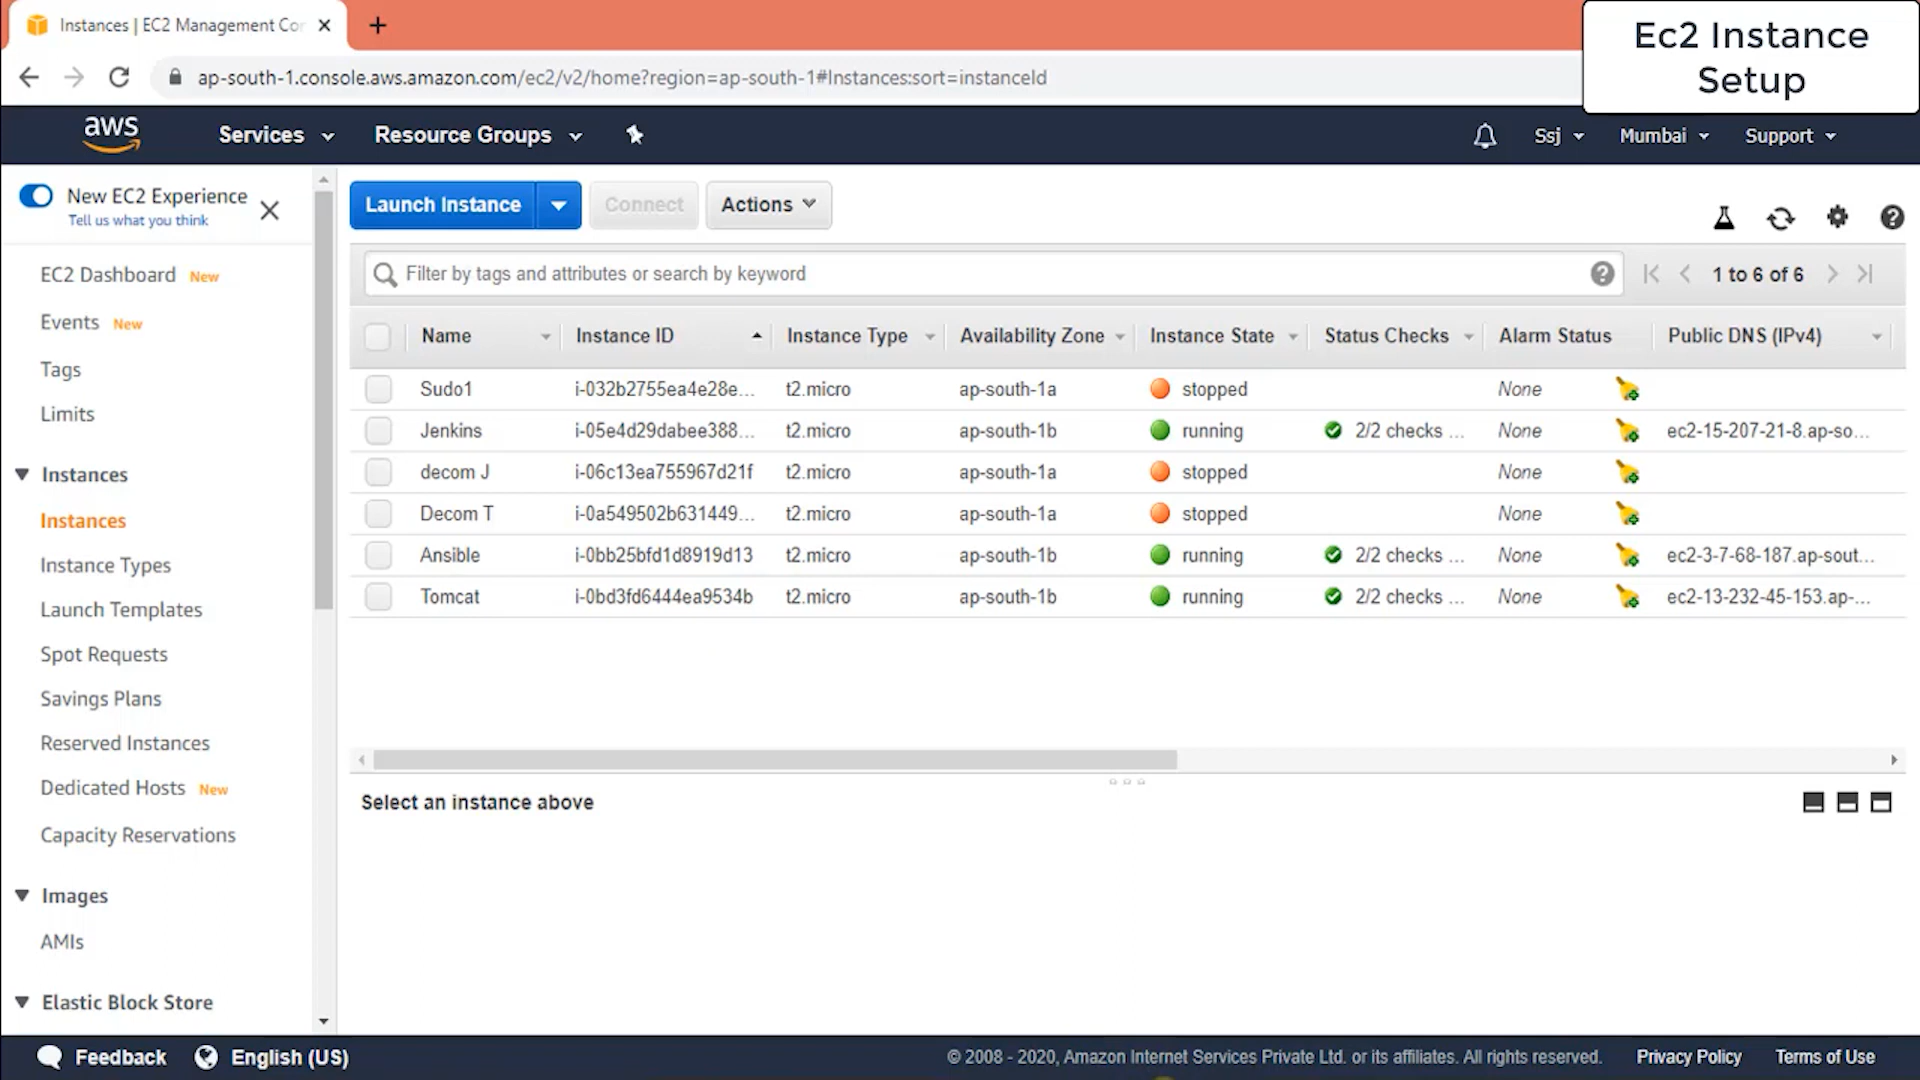 Instances | EC2 Management Cor
Ec2 Instance
Setup
ap-south-1.console.aws.amazon.com/ec2/v2/home?region=ap-south-1#Instances:sort=instanceId
aws Services Resource Groups Ssj Mumbai Support
New EC2 Experience
Tell us what you think
EC2 Dashboard New
Events New
Tags
Limits
Instances
Instances
Instance Types
Launch Templates
Spot Requests
Savings Plans
Reserved Instances
Dedicated Hosts New
Capacity Reservations
Images
AMIs
Elastic Block Store
Launch Instance Connect Actions
Filter by tags and attributes or search by keyword 1 to 6 of 6
Name Instance ID Instance Type Availability Zone Instance State Status Checks Alarm Status Public DNS (IPv4)
Sudo1 i-032b2755ea4e28e... t2.micro ap-south-1a stopped None
Jenkins i-05e4d29dabee388... t2.micro ap-south-1b running 2/2 checks ... None ec2-15-207-21-8.ap-so...
decom J i-06c13ea755967d21f t2.micro ap-south-1a stopped None
Decom T i-0a549502b631449... t2.micro ap-south-1a stopped None
Ansible i-0bb25bfd1d8919d13 t2.micro ap-south-1b running 2/2 checks ... None ec2-3-7-68-187.ap-sout...
Tomcat i-0bd3fd6444ea9534b t2.micro ap-south-1b running 2/2 checks ... None ec2-13-232-45-153.ap-...
Select an instance above
Feedback English (US) © 2008 - 2020, Amazon Internet Services Private Ltd. or its affiliates. All rights reserved. Privacy Policy Terms of Use